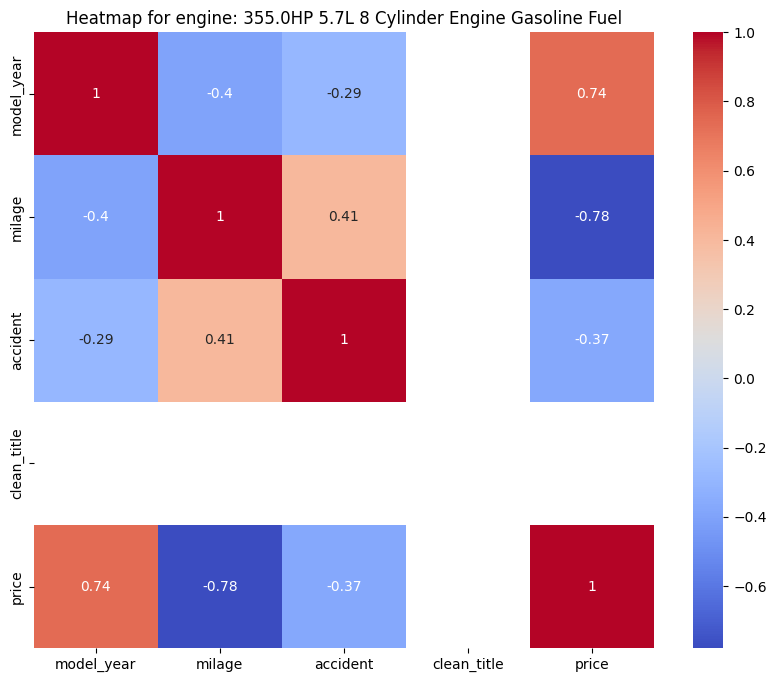 Heatmap for engine: 355.0HP 5.7L 8 Cylinder Engine Gasoline Fuel
model_year
1
-0.4
-0.29
0.74
milage
-0.4
1
0.41
-0.78
accident
-0.29
0.41
1
-0.37
clean_title
price
0.74
-0.78
-0.37
1
model_year
milage
accident
clean_title
price
1.0
0.8
0.6
0.4
0.2
0.0
−0.2
−0.4
−0.6